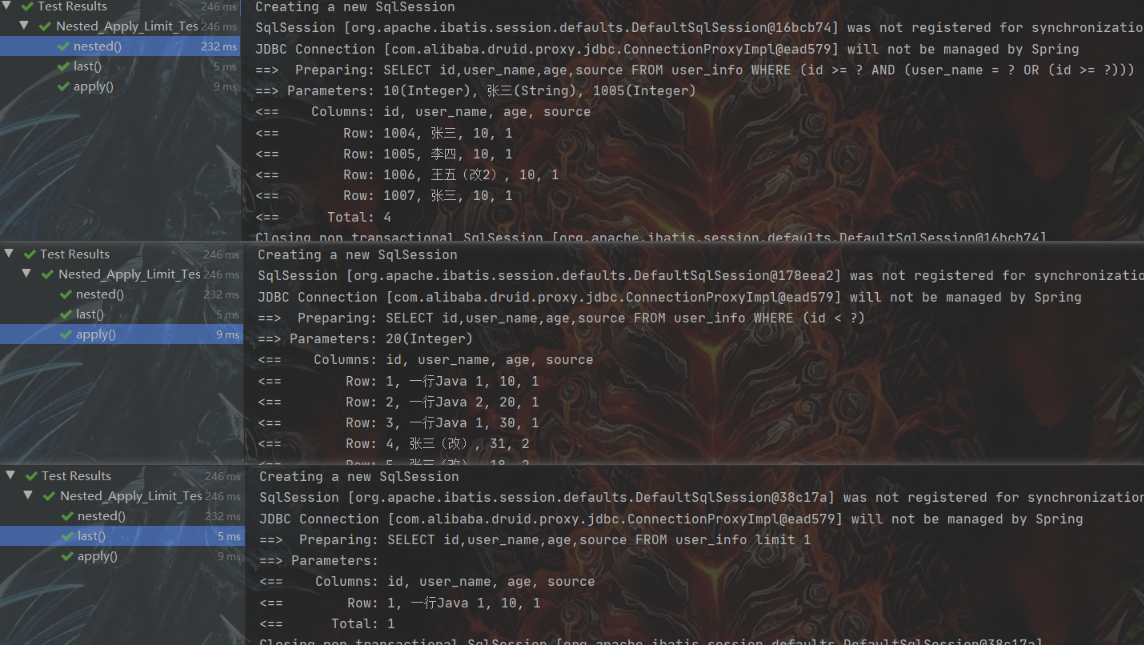 Test Results 246 ms
Nested_Apply_Limit_Tes 246 ms
nested() 232 ms
last() 5 ms
apply() 9 ms
Creating a new SqlSession
SqlSession [org.apache.ibatis.session.defaults.DefaultSqlSession@16bcb74] was not registered for synchronizatio
JDBC Connection [com.alibaba.druid.proxy.jdbc.ConnectionProxyImpl@ead579] will not be managed by Spring
==>  Preparing: SELECT id,user_name,age,source FROM user_info WHERE (id >= ? AND (user_name = ? OR (id >= ?)))
==> Parameters: 10(Integer), 张三(String), 1005(Integer)
<==    Columns: id, user_name, age, source
<==        Row: 1004, 张三, 10, 1
<==        Row: 1005, 李四, 10, 1
<==        Row: 1006, 王五（改2）, 10, 1
<==        Row: 1007, 张三, 10, 1
<==      Total: 4
Closing non transactional SqlSession [org.apache.ibatis.session.defaults.DefaultSqlSession@16bcb74]
Test Results 246 ms
Nested_Apply_Limit_Tes 246 ms
nested() 232 ms
last() 5 ms
apply() 9 ms
Creating a new SqlSession
SqlSession [org.apache.ibatis.session.defaults.DefaultSqlSession@178eea2] was not registered for synchronizatio
JDBC Connection [com.alibaba.druid.proxy.jdbc.ConnectionProxyImpl@ead579] will not be managed by Spring
==>  Preparing: SELECT id,user_name,age,source FROM user_info WHERE (id < ?)
==> Parameters: 20(Integer)
<==    Columns: id, user_name, age, source
<==        Row: 1, 一行Java 1, 10, 1
<==        Row: 2, 一行Java 2, 20, 1
<==        Row: 3, 一行Java 1, 30, 1
<==        Row: 4, 张三（改）, 31, 2
<==        Row: 5, 张三（改）, 18, 2
Test Results 246 ms
Nested_Apply_Limit_Tes 246 ms
nested() 232 ms
last() 5 ms
apply() 9 ms
Creating a new SqlSession
SqlSession [org.apache.ibatis.session.defaults.DefaultSqlSession@38c17a] was not registered for synchronization
JDBC Connection [com.alibaba.druid.proxy.jdbc.ConnectionProxyImpl@ead579] will not be managed by Spring
==>  Preparing: SELECT id,user_name,age,source FROM user_info limit 1
==> Parameters:
<==    Columns: id, user_name, age, source
<==        Row: 1, 一行Java 1, 10, 1
<==      Total: 1
Closing non transactional SqlSession [org.apache.ibatis.session.defaults.DefaultSqlSession@38c17a]